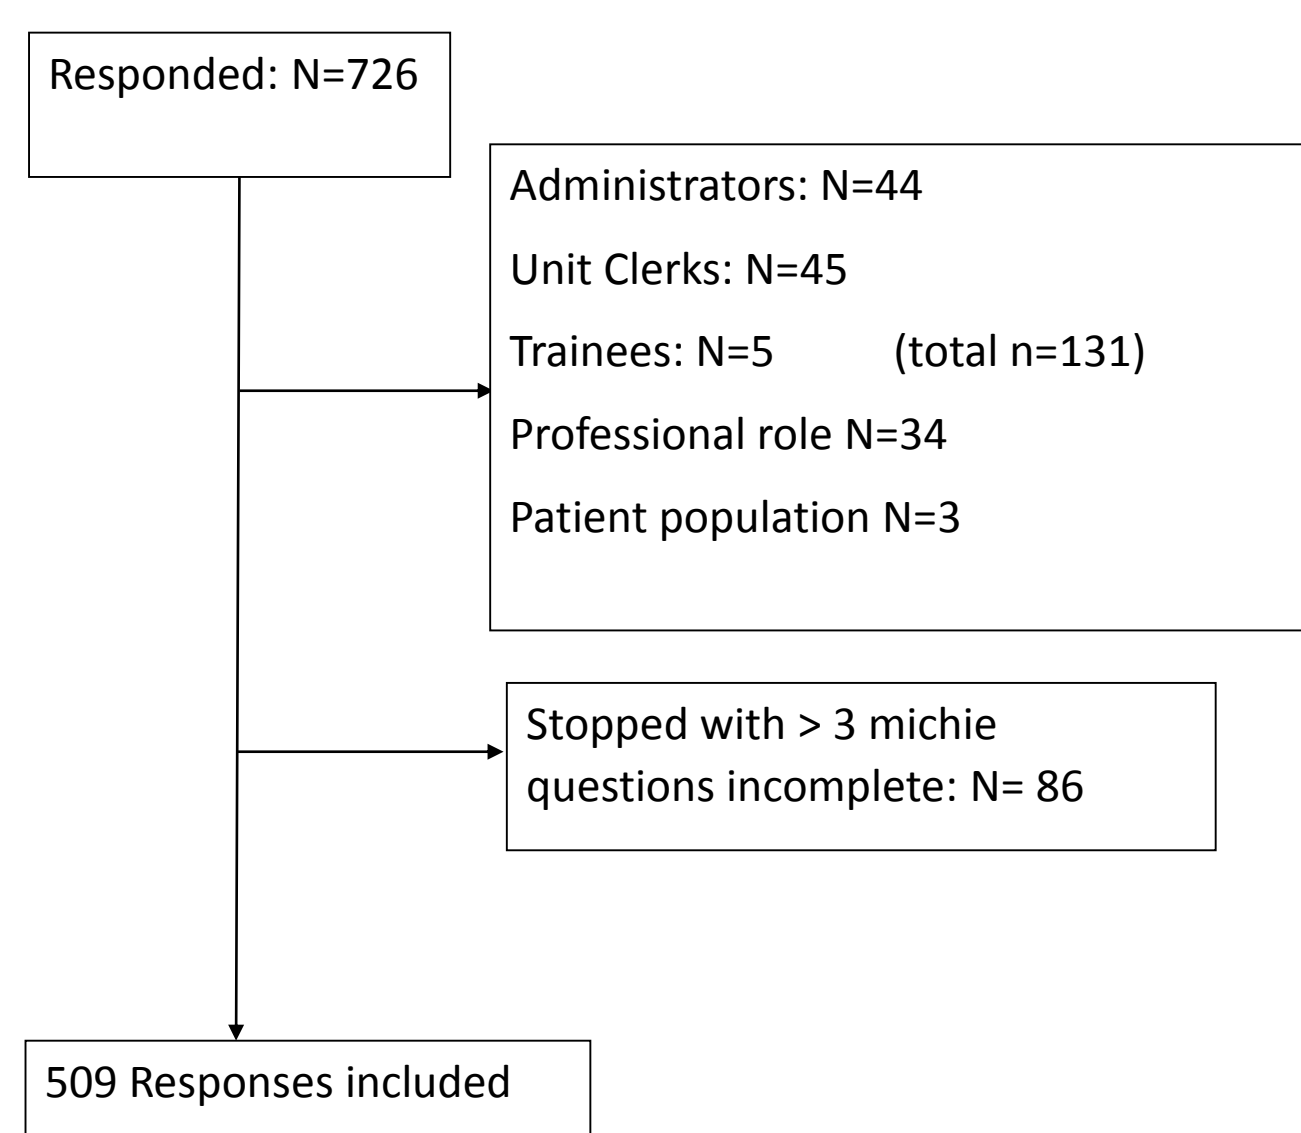 Responded: N=726
Administrators: N=44
Unit Clerks: N=45
Trainees: N=5 (total n=131)
Professional role N=34
Patient population N=3
Stopped with > 3 michie
questions incomplete: N= 86
509 Responses included